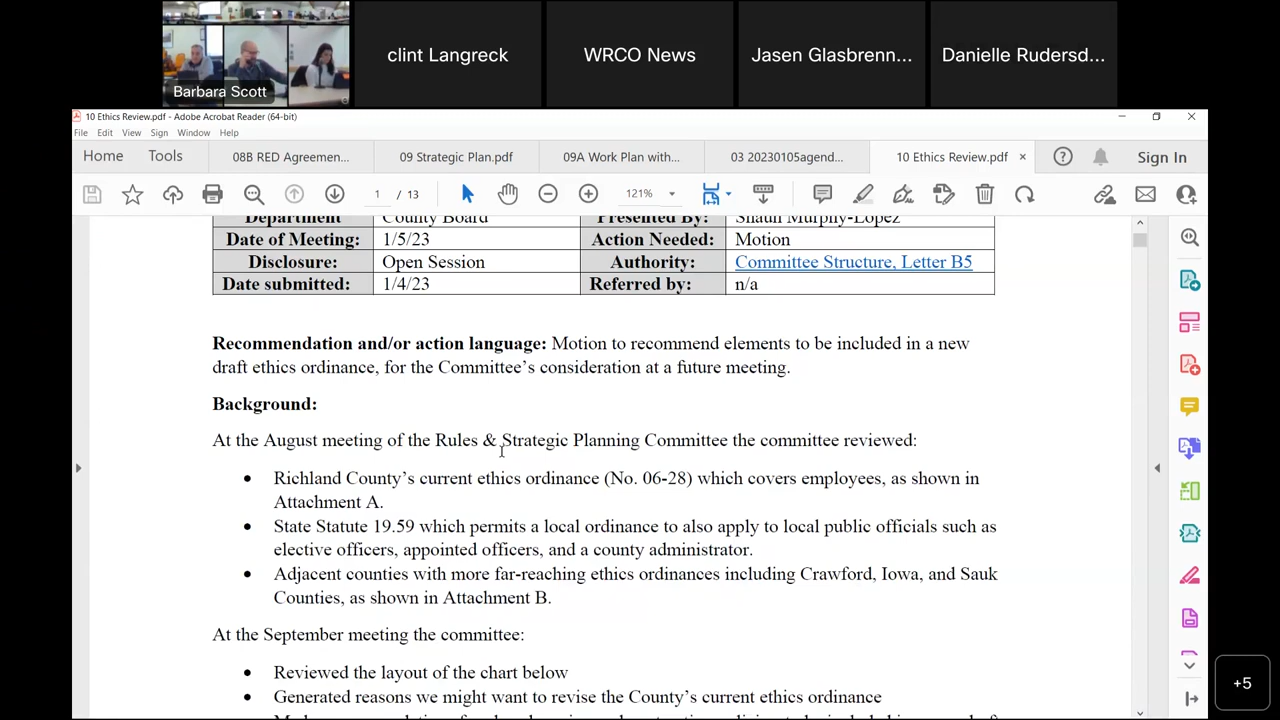 Barbara Scott
clint Langreck
WRCO News
Jasen Glasbrenn...
Danielle Rudersd...
10 Ethics Review.pdf - Adobe Acrobat Reader (64-bit)
File Edit View Sign Window Help
Home Tools 08B RED Agreemen... 09 Strategic Plan.pdf 09A Work Plan with... 03 20230105agend... 10 Ethics Review.pdf × Sign In
1 / 13 121%
Department County Board Presented By: Shaun Murphy-Lopez
Date of Meeting: 1/5/23 Action Needed: Motion
Disclosure: Open Session Authority: Committee Structure, Letter B5
Date submitted: 1/4/23 Referred by: n/a
Recommendation and/or action language: Motion to recommend elements to be included in a new
draft ethics ordinance, for the Committee's consideration at a future meeting.
Background:
At the August meeting of the Rules & Strategic Planning Committee the committee reviewed:
• Richland County's current ethics ordinance (No. 06-28) which covers employees, as shown in
Attachment A.
• State Statute 19.59 which permits a local ordinance to also apply to local public officials such as
elective officers, appointed officers, and a county administrator.
• Adjacent counties with more far-reaching ethics ordinances including Crawford, Iowa, and Sauk
Counties, as shown in Attachment B.
At the September meeting the committee:
• Reviewed the layout of the chart below
• Generated reasons we might want to revise the County's current ethics ordinance
+5